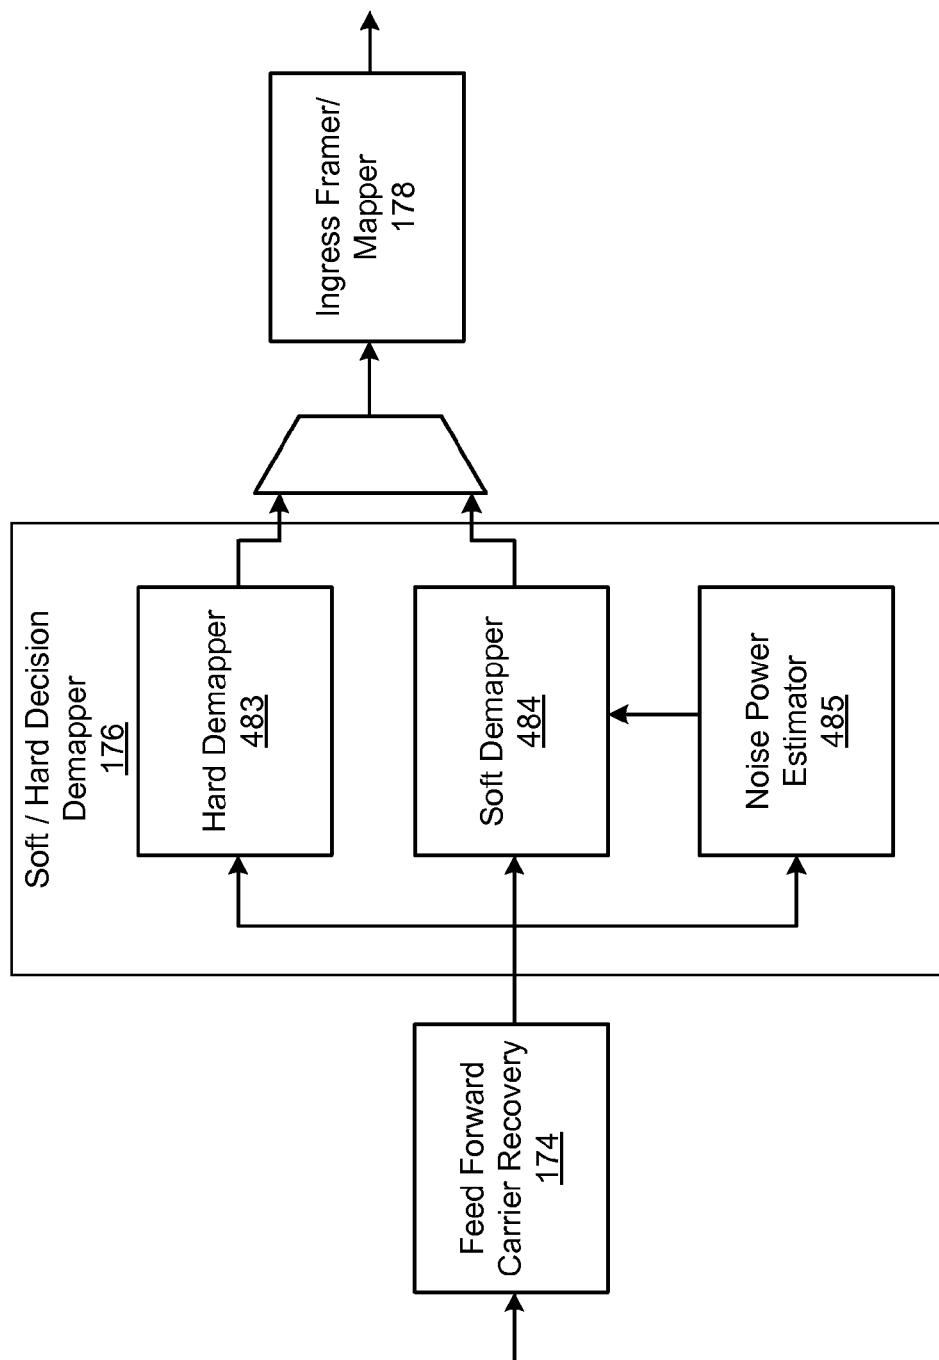 Soft / Hard Decision
Demapper
176
Feed Forward
Carrier Recovery
174
Hard Demapper
483
Soft Demapper
484
Noise Power
Estimator
485
Ingress Framer/
Mapper
178